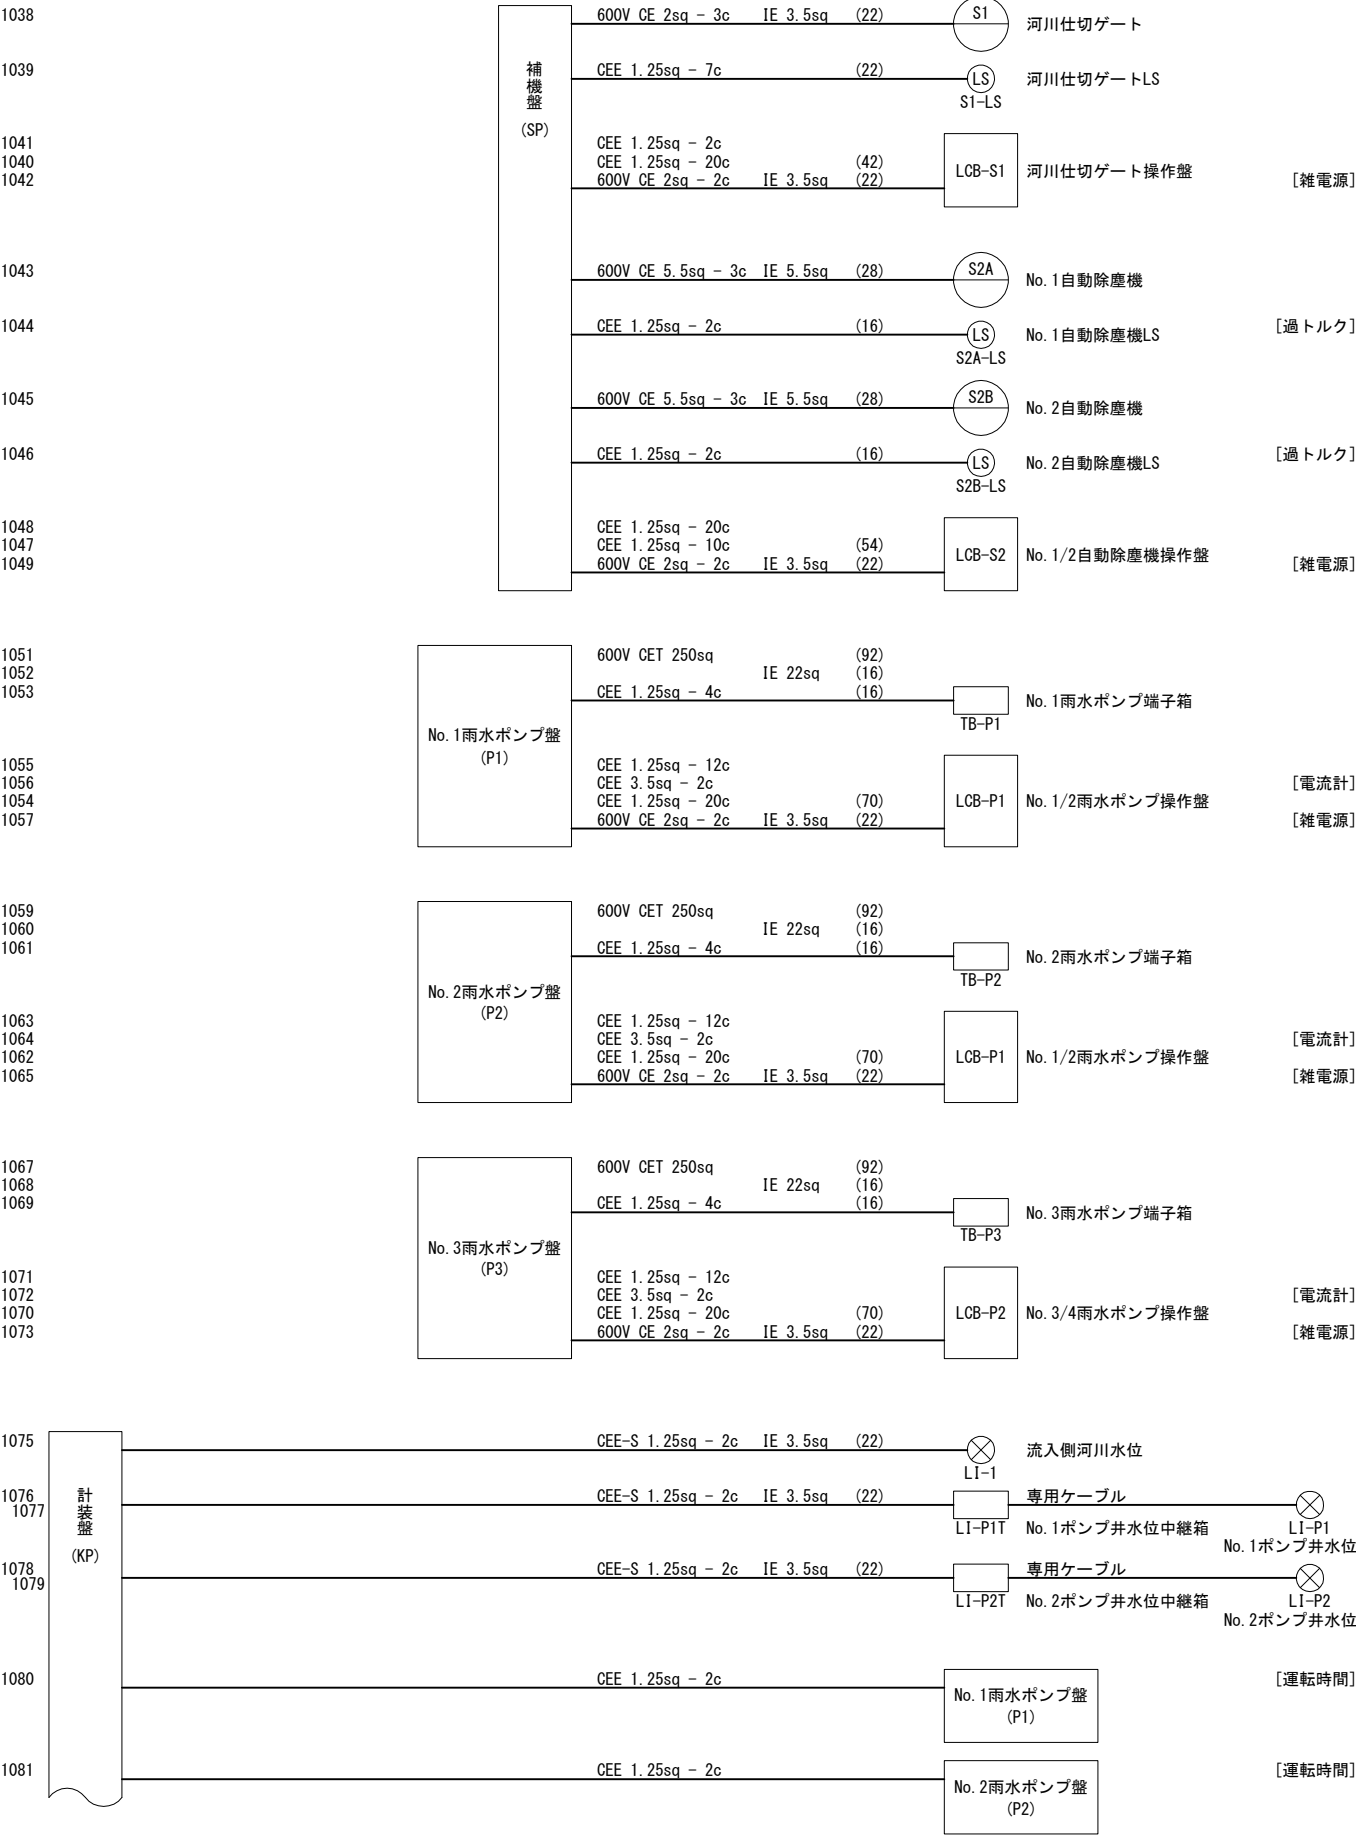 1038 600V CE 2sq - 3c IE 3.5sq (22) S1 河川仕切ゲート
1039 CEE 1.25sq - 7c (22) LS 河川仕切ゲートLS
S1-LS
補機盤
(SP)
1041 CEE 1.25sq - 2c
1040 CEE 1.25sq - 20c (42)
1042 600V CE 2sq - 2c IE 3.5sq (22) LCB-S1 河川仕切ゲート操作盤 [雑電源]
1043 600V CE 5.5sq - 3c IE 5.5sq (28) S2A No.1自動除塵機
1044 CEE 1.25sq - 2c (16) LS No.1自動除塵機LS [過トルク]
S2A-LS
1045 600V CE 5.5sq - 3c IE 5.5sq (28) S2B No.2自動除塵機
1046 CEE 1.25sq - 2c (16) LS No.2自動除塵機LS [過トルク]
S2B-LS
1048 CEE 1.25sq - 20c
1047 CEE 1.25sq - 10c (54)
1049 600V CE 2sq - 2c IE 3.5sq (22) LCB-S2 No.1/2自動除塵機操作盤 [雑電源]
1051 600V CET 250sq (92)
1052 IE 22sq (16)
1053 CEE 1.25sq - 4c (16) No.1雨水ポンプ端子箱
TB-P1
No.1雨水ポンプ盤
(P1)
1055 CEE 1.25sq - 12c
1056 CEE 3.5sq - 2c [電流計]
1054 CEE 1.25sq - 20c (70) LCB-P1 No.1/2雨水ポンプ操作盤
1057 600V CE 2sq - 2c IE 3.5sq (22) [雑電源]
1059 600V CET 250sq (92)
1060 IE 22sq (16)
1061 CEE 1.25sq - 4c (16) No.2雨水ポンプ端子箱
TB-P2
No.2雨水ポンプ盤
(P2)
1063 CEE 1.25sq - 12c
1064 CEE 3.5sq - 2c [電流計]
1062 CEE 1.25sq - 20c (70) LCB-P1 No.1/2雨水ポンプ操作盤
1065 600V CE 2sq - 2c IE 3.5sq (22) [雑電源]
1067 600V CET 250sq (92)
1068 IE 22sq (16)
1069 CEE 1.25sq - 4c (16) No.3雨水ポンプ端子箱
TB-P3
No.3雨水ポンプ盤
(P3)
1071 CEE 1.25sq - 12c
1072 CEE 3.5sq - 2c [電流計]
1070 CEE 1.25sq - 20c (70) LCB-P2 No.3/4雨水ポンプ操作盤
1073 600V CE 2sq - 2c IE 3.5sq (22) [雑電源]
1075 CEE-S 1.25sq - 2c IE 3.5sq (22) 流入側河川水位
LI-1
計装盤
(KP)
1076 CEE-S 1.25sq - 2c IE 3.5sq (22) 専用ケーブル
1077
LI-P1T No.1ポンプ井水位中継箱 LI-P1
No.1ポンプ井水位
1078 CEE-S 1.25sq - 2c IE 3.5sq (22) 専用ケーブル
1079
LI-P2T No.2ポンプ井水位中継箱 LI-P2
No.2ポンプ井水位
1080 CEE 1.25sq - 2c [運転時間]
No.1雨水ポンプ盤
(P1)
1081 CEE 1.25sq - 2c [運転時間]
No.2雨水ポンプ盤
(P2)